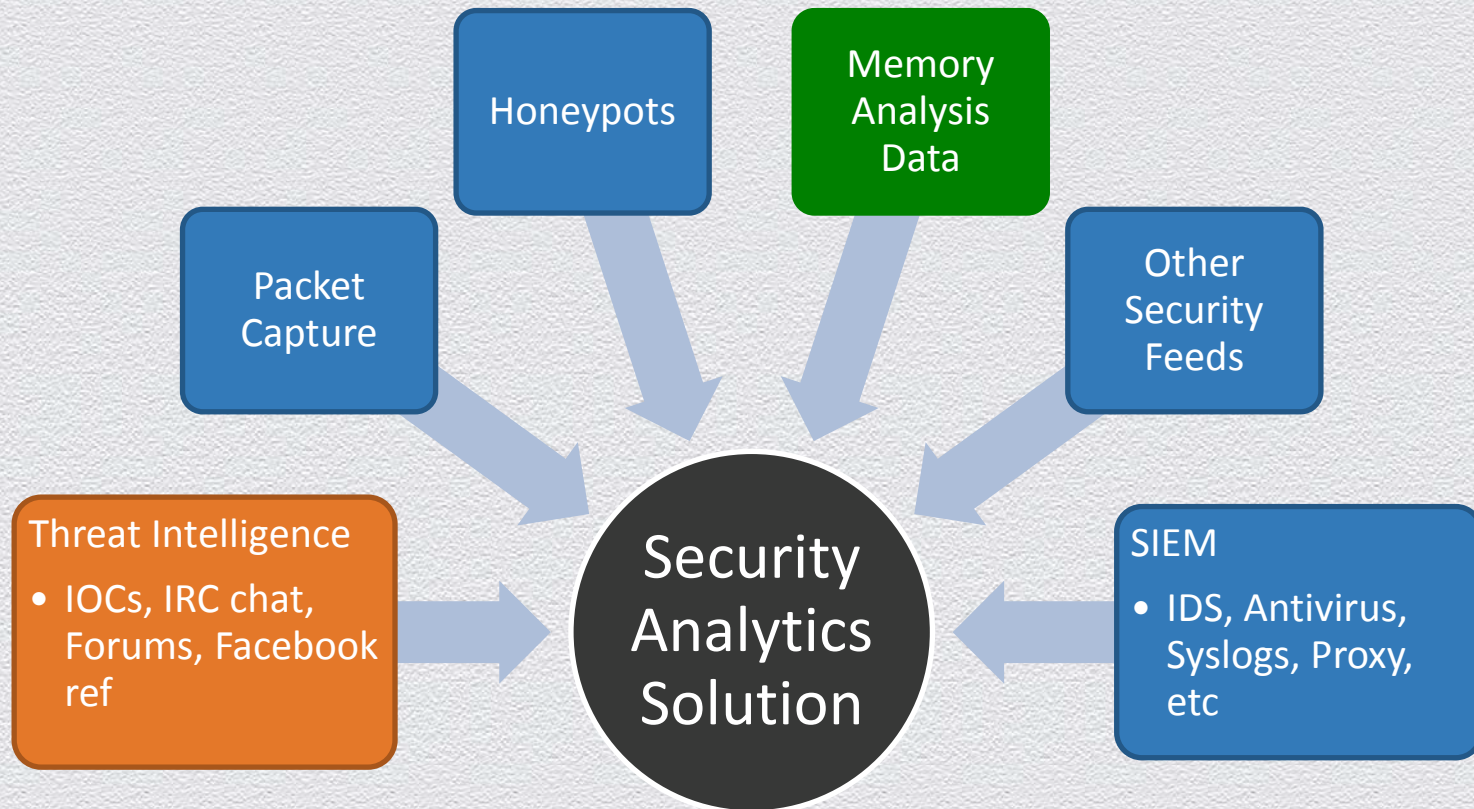 Honeypots
Memory
Analysis
Data
Packet
Capture
Other
Security
Feeds
Threat Intelligence
• IOCs, IRC chat,
Forums, Facebook
ref
Security
Analytics
Solution
SIEM
• IDS, Antivirus,
Syslogs, Proxy,
etc